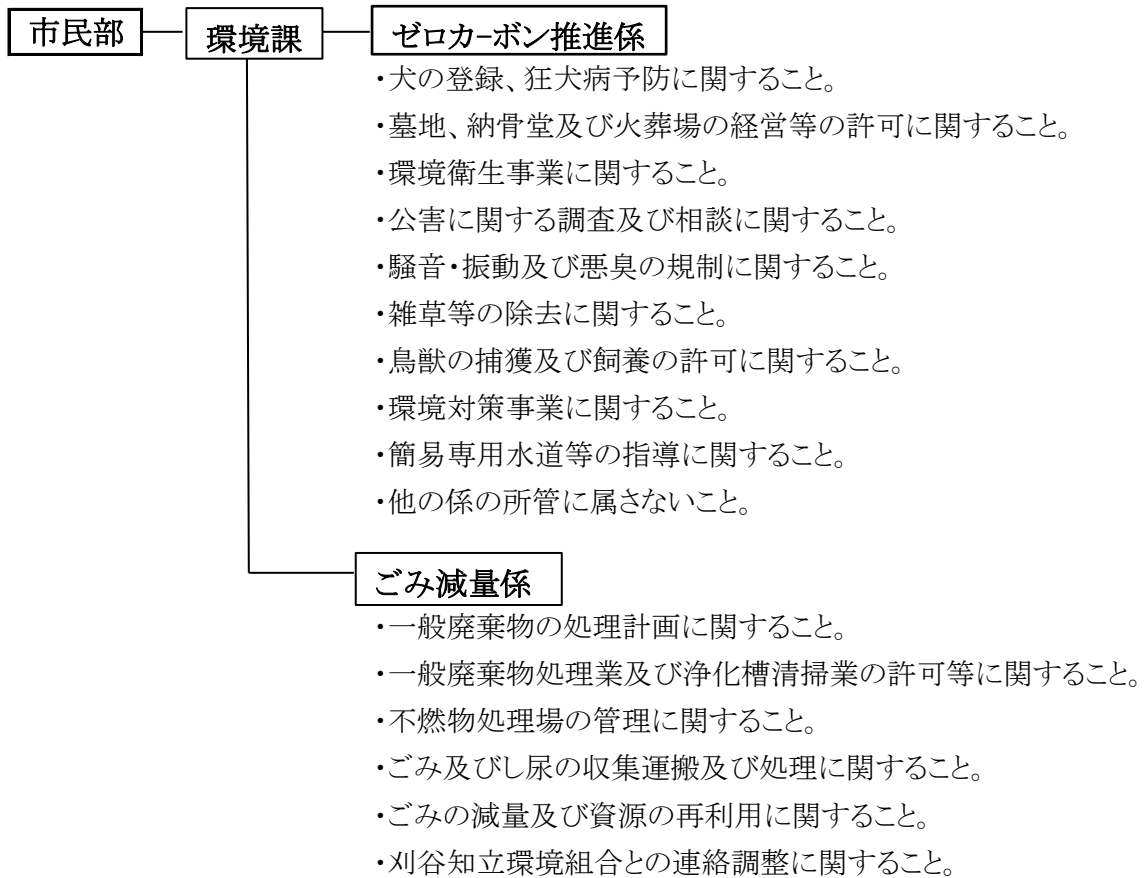 市民部 環境課 ゼロカーボン推進係
・犬の登録、狂犬病予防に関すること。
・墓地、納骨堂及び火葬場の経営等の許可に関すること。
・環境衛生事業に関すること。
・公害に関する調査及び相談に関すること。
・騒音・振動及び悪臭の規制に関すること。
・雑草等の除去に関すること。
・鳥獣の捕獲及び飼養の許可に関すること。
・環境対策事業に関すること。
・簡易専用水道等の指導に関すること。
・他の係の所管に属さないこと。
ごみ減量係
・一般廃棄物の処理計画に関すること。
・一般廃棄物処理業及び浄化槽清掃業の許可等に関すること。
・不燃物処理場の管理に関すること。
・ごみ及びし尿の収集運搬及び処理に関すること。
・ごみの減量及び資源の再利用に関すること。
・刈谷知立環境組合との連絡調整に関すること。